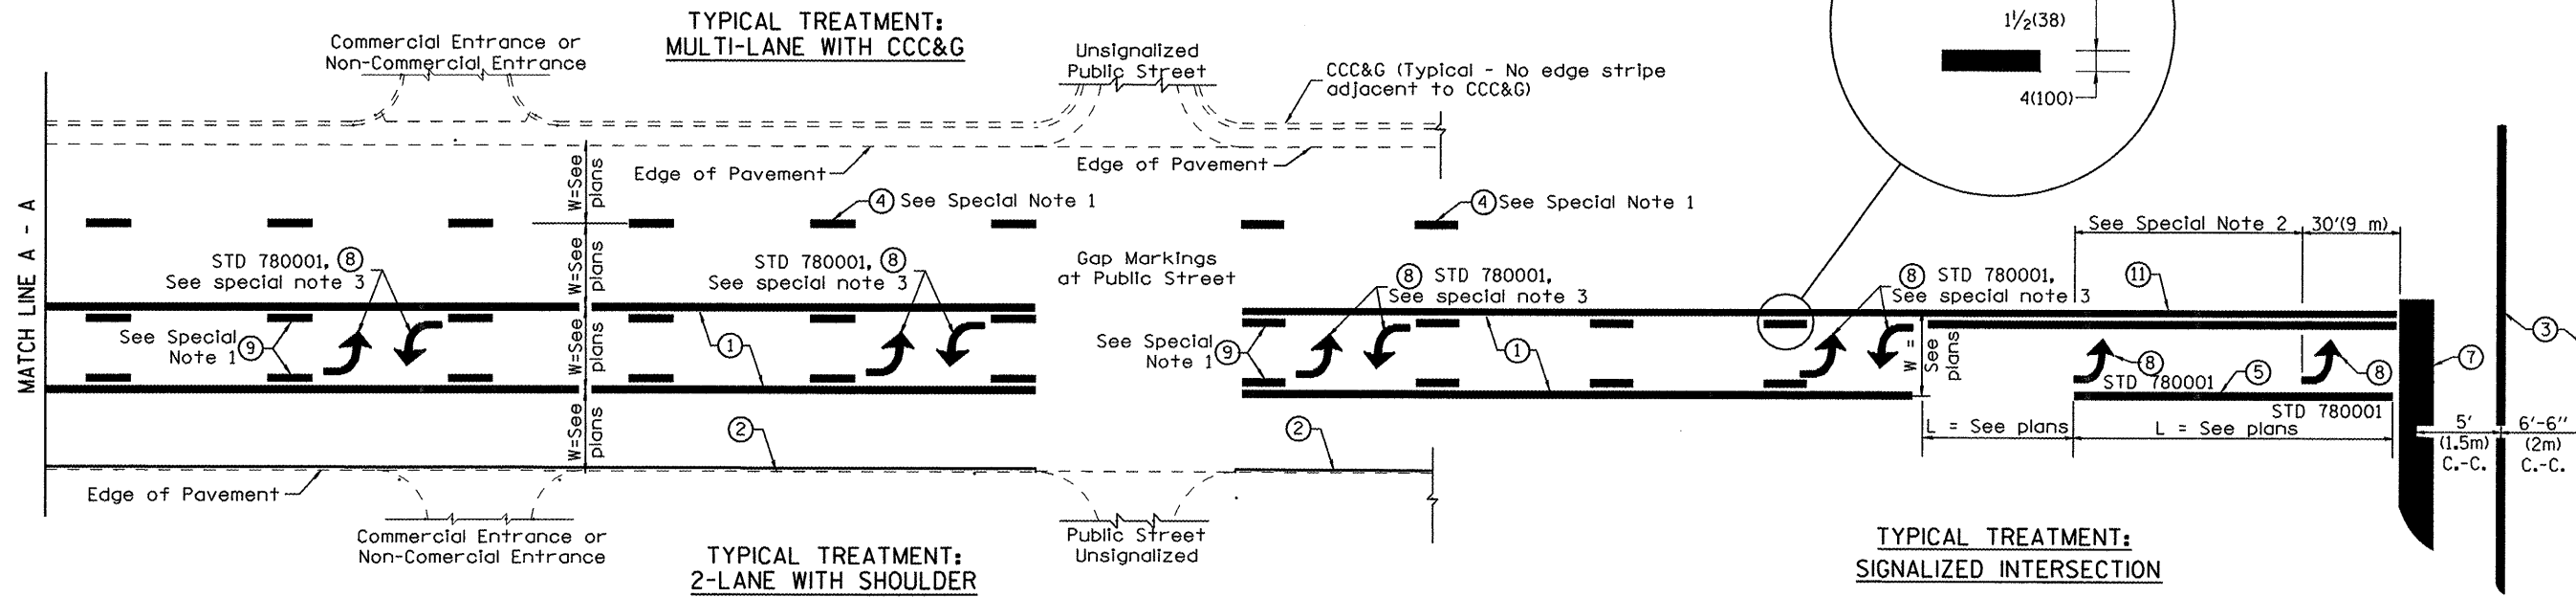 TYPICAL TREATMENT:
MULTI-LANE WITH CCC&G
Commercial Entrance or
Non-Commercial Entrance
Unsignalized
Public Street
CCC&G (Typical - No edge stripe
adjacent to CCC&G)
1½(38)
4(100)
MATCH LINE A - A
Edge of Pavement
Edge of Pavement
W=See
plans
W=See
plans
W=See
plans
W=See
plans
4 See Special Note 1
4 See Special Note 1
STD 780001, 8
See special note 3
STD 780001, 8
See special note 3
Gap Markings
at Public Street
8 STD 780001,
See special note 3
8 STD 780001,
See special note 3
See Special Note 2
30'(9 m)
11
See Special
Note 1 9
1
See Special
Note 1 9
1
W =
See
plans
8
STD 780001
5
8
STD 780001
7
3
2
2
L = See plans
L = See plans
5'
(1.5m)
C.-C.
6'-6"
(2m)
C.-C.
Edge of Pavement
Commercial Entrance or
Non-Comercial Entrance
Public Street
Unsignalized
TYPICAL TREATMENT:
2-LANE WITH SHOULDER
TYPICAL TREATMENT:
SIGNALIZED INTERSECTION